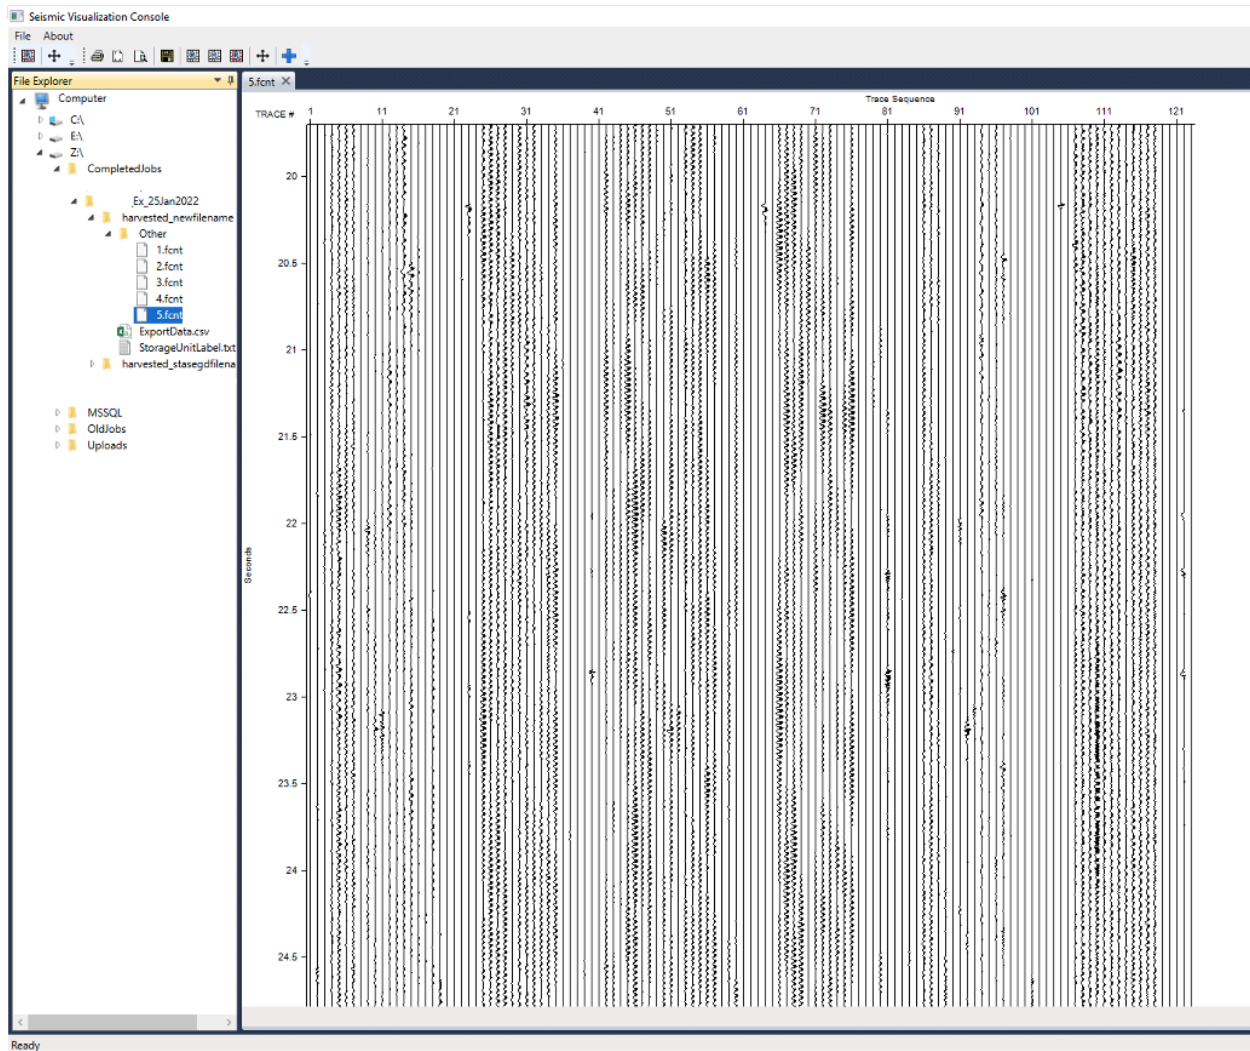 Seismic Visualization Console
File About
File Explorer
5.fcnt
Computer
C:\
E:\
Z:\
CompletedJobs
_Ex_25Jan2022
harvested_newfilename
Other
1.fcnt
2.fcnt
3.fcnt
4.fcnt
5.fcnt
ExportData.csv
StorageUnitLabel.txt
harvested_stasegdfilena
MSSQL
OldJobs
Uploads
Trace Sequence
TRACE # 1 11 21 31 41 51 61 71 81 91 101 111 121
20
20.5
21
21.5
22
Seconds
22.5
23
23.5
24
24.5
Ready